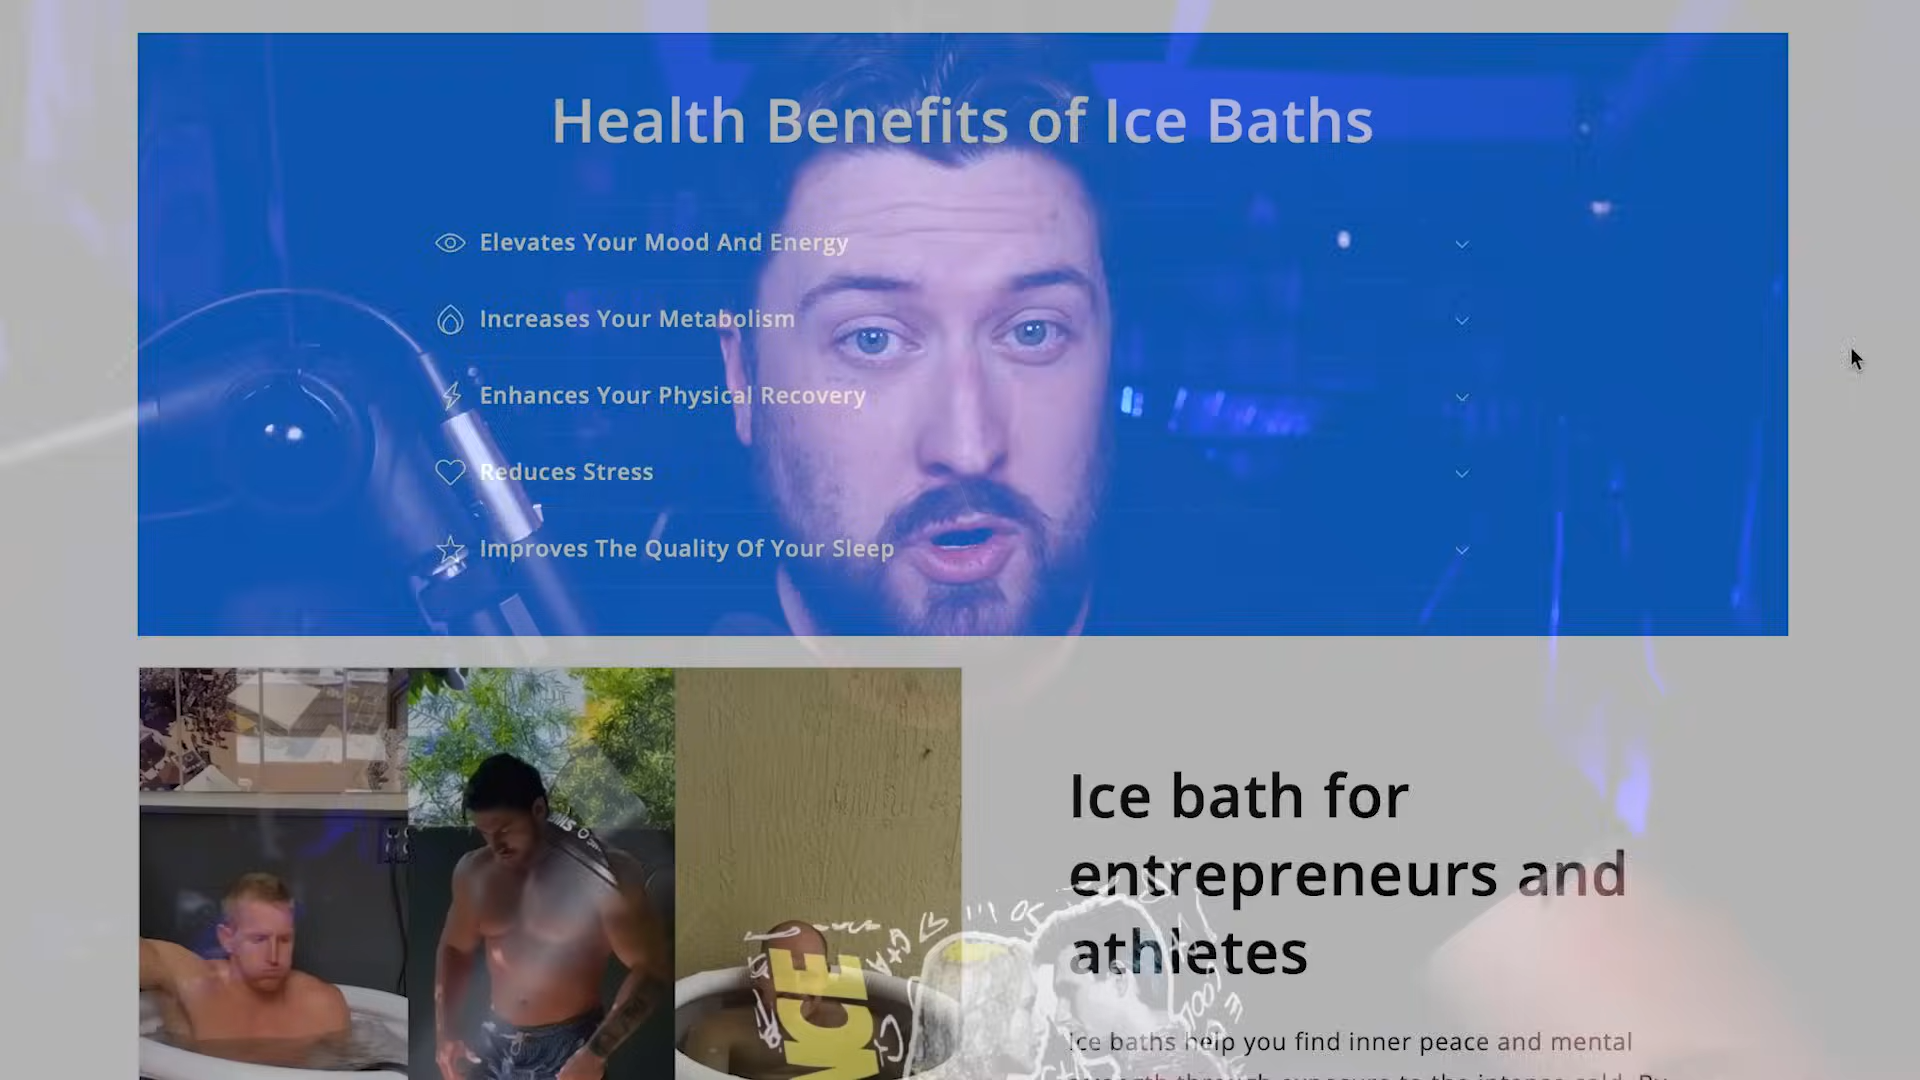 Health Benefits of Ice Baths
Elevates Your Mood And Energy
Increases Your Metabolism
Enhances Your Physical Recovery
Reduces Stress
Improves The Quality Of Your Sleep
Ice bath for
entrepreneurs and
athletes
Ice baths help you find inner peace and mental